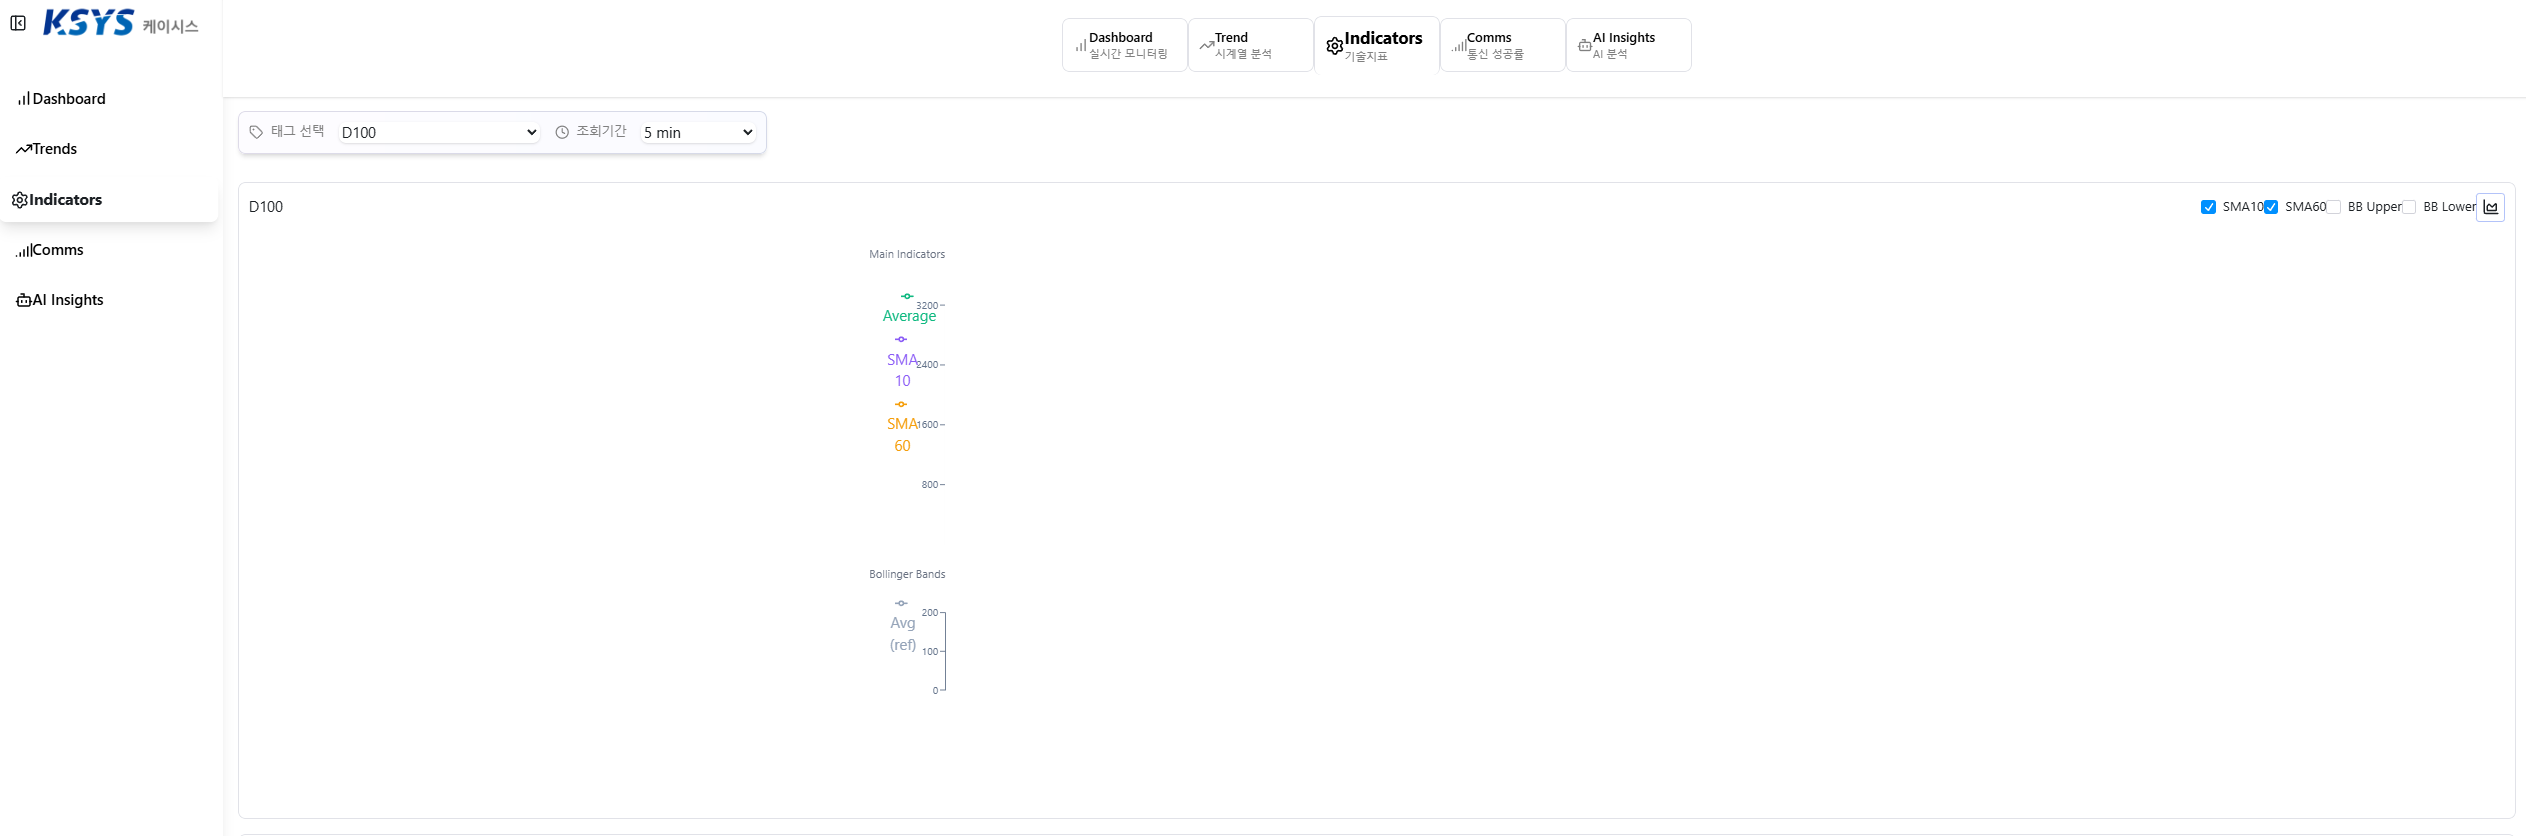 KSYS 케이시스
Dashboard
실시간 모니터링
Trend
시계열 분석
Indicators
기술지표
Comms
통신 성공률
AI Insights
AI 분석
Dashboard
Trends
Indicators
Comms
AI Insights
태그 선택 D100 조회기간 5 min
D100
SMA10 SMA60 BB Upper BB Lower
Main Indicators
3200
Average
SMA
10
2400
SMA
60
1600
800
Bollinger Bands
200
Avg
(ref)
100
0